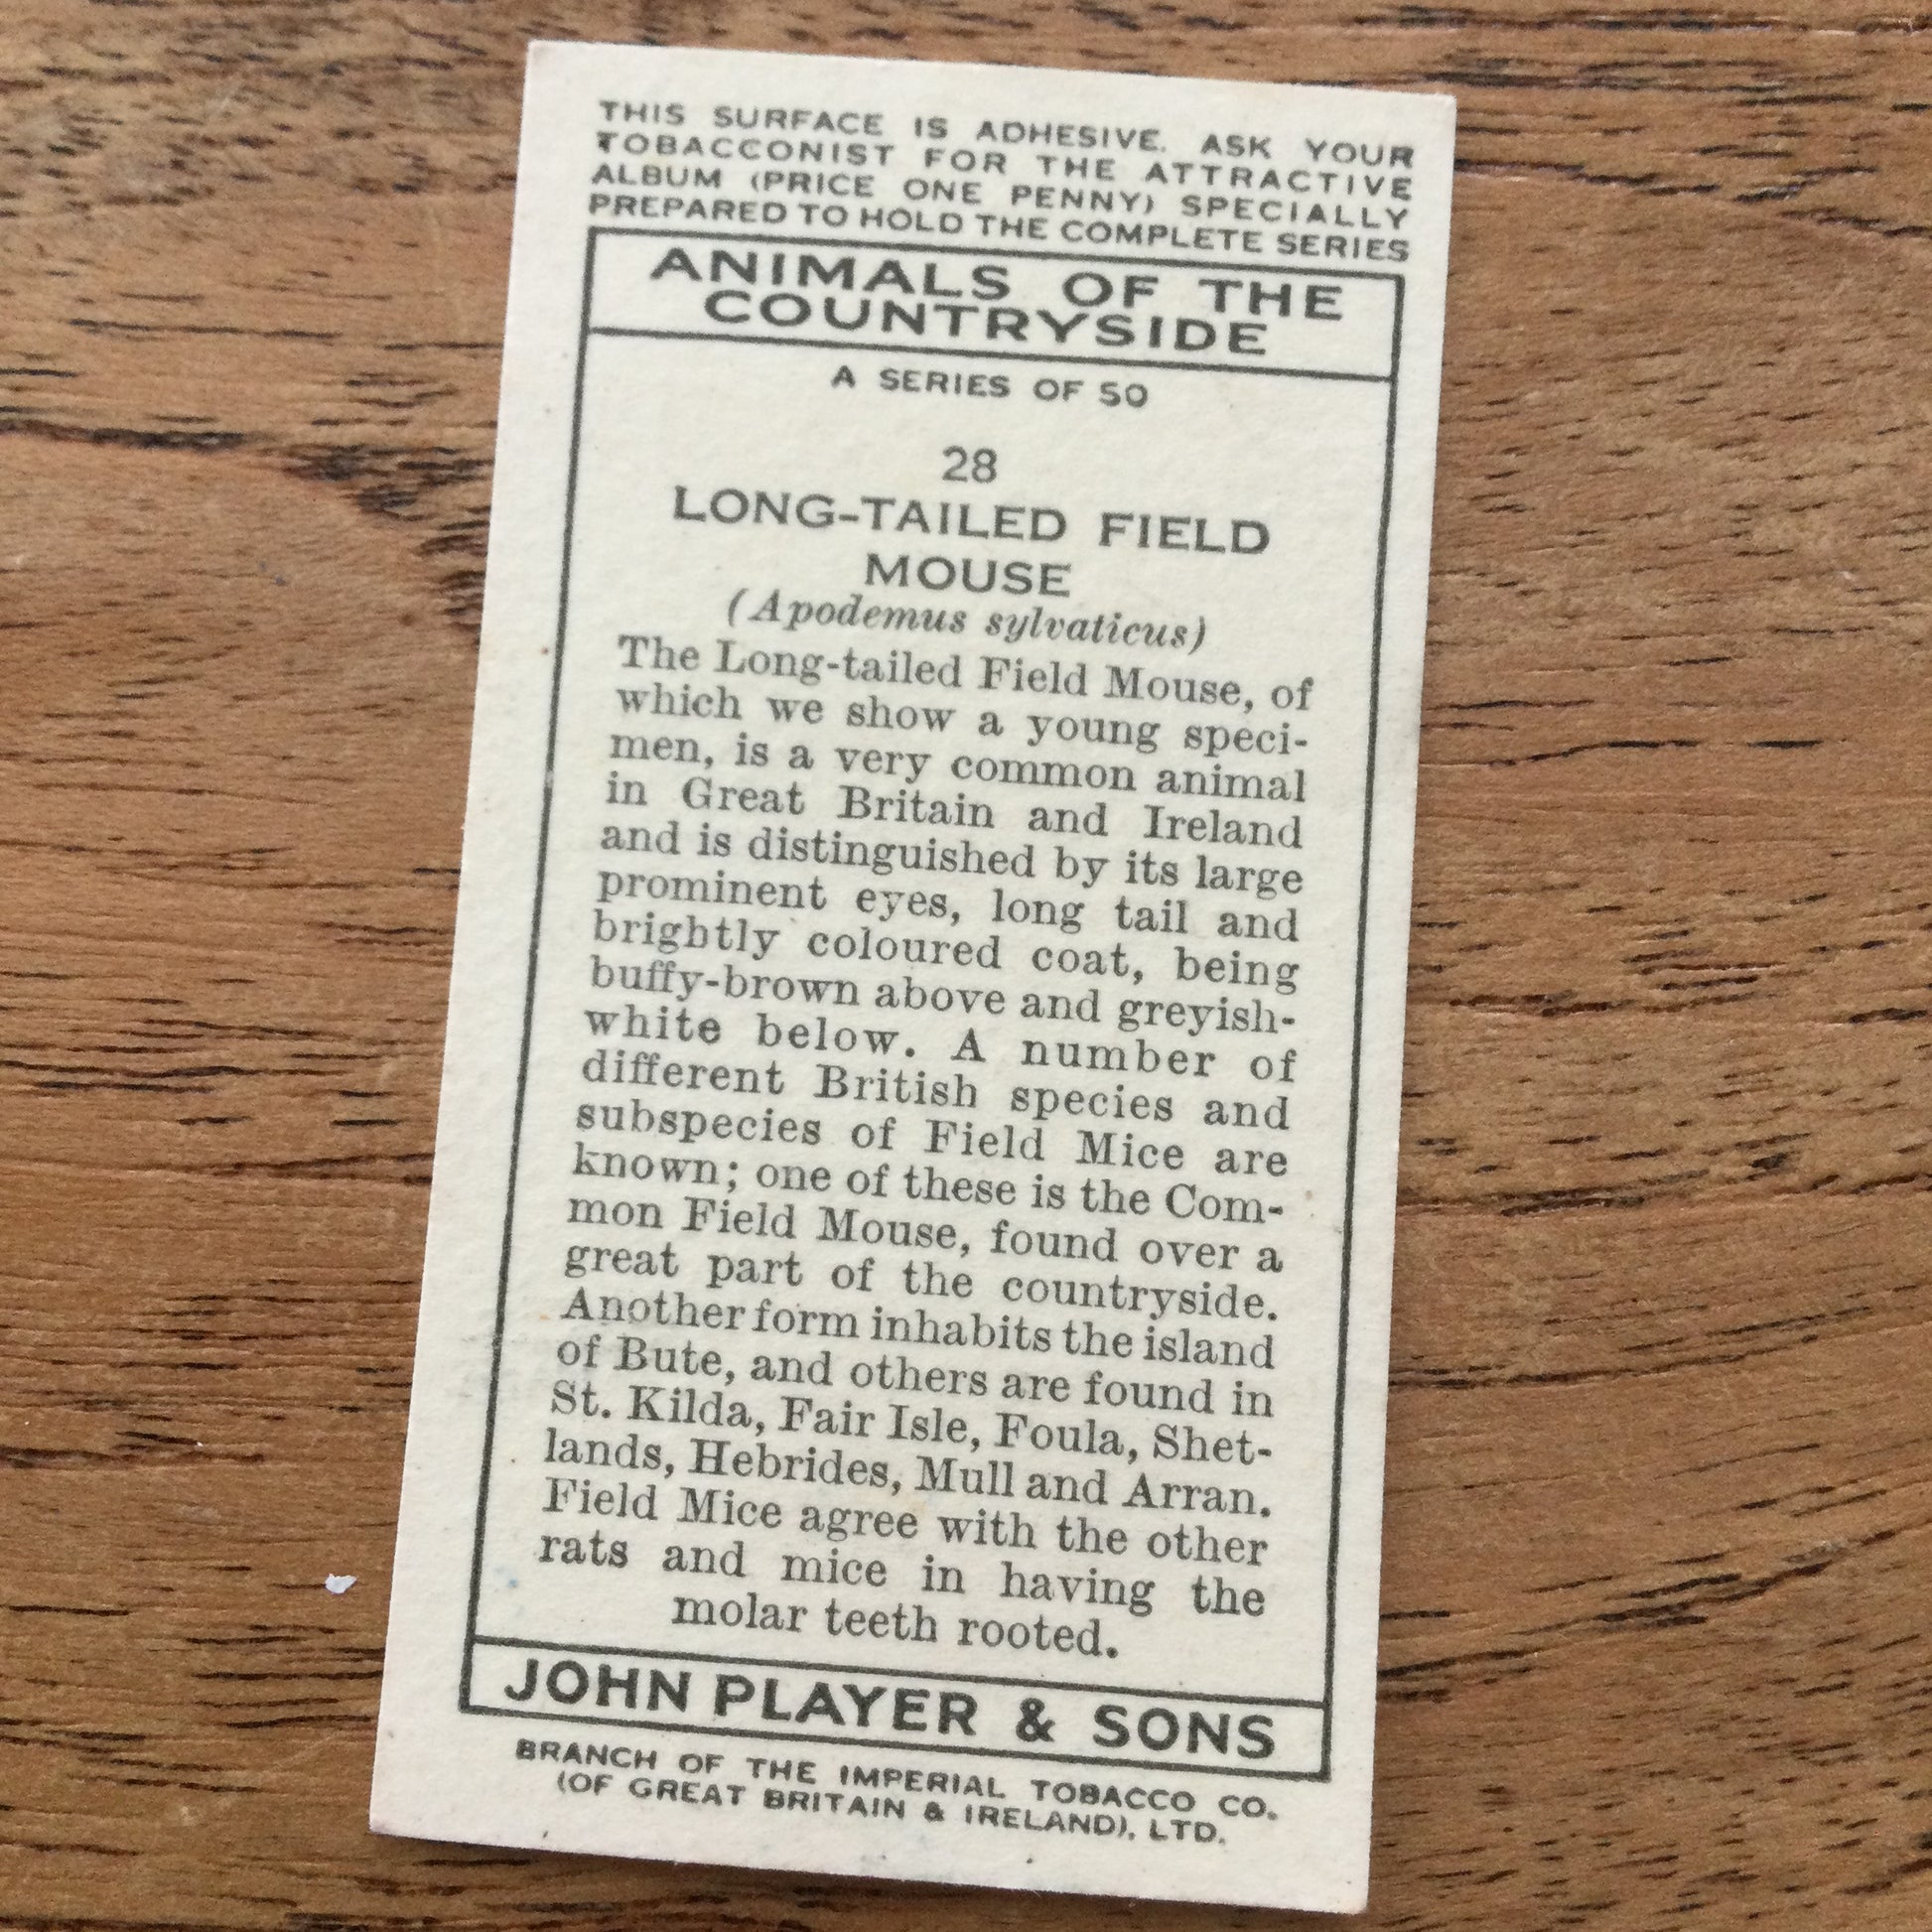 THIS SURFACE IS ADHESIVE. ASK YOUR
TOBACCONIST FOR THE ATTRACTIVE
ALBUM (PRICE ONE PENNY) SPECIALLY
PREPARED TO HOLD THE COMPLETE SERIES
ANIMALS OF THE
COUNTRYSIDE
A SERIES OF 50
28
LONG-TAILED FIELD
MOUSE
(Apodemus sylvaticus)
The Long-tailed Field Mouse, of
which we show a young speci-
men, is a very common animal
in Great Britain and Ireland
and is distinguished by its large
prominent eyes, long tail and
brightly coloured coat, being
buffy-brown above and greyish-
white below. A number of
different British species and
subspecies of Field Mice are
known; one of these is the Com-
mon Field Mouse, found over a
great part of the countryside.
Another form inhabits the island
of Bute, and others are found in
St. Kilda, Fair Isle, Foula, Shet-
lands, Hebrides, Mull and Arran.
Field Mice agree with the other
rats and mice in having the
molar teeth rooted.
JOHN PLAYER & SONS
BRANCH OF THE IMPERIAL TOBACCO CO.
(OF GREAT BRITAIN & IRELAND), LTD.